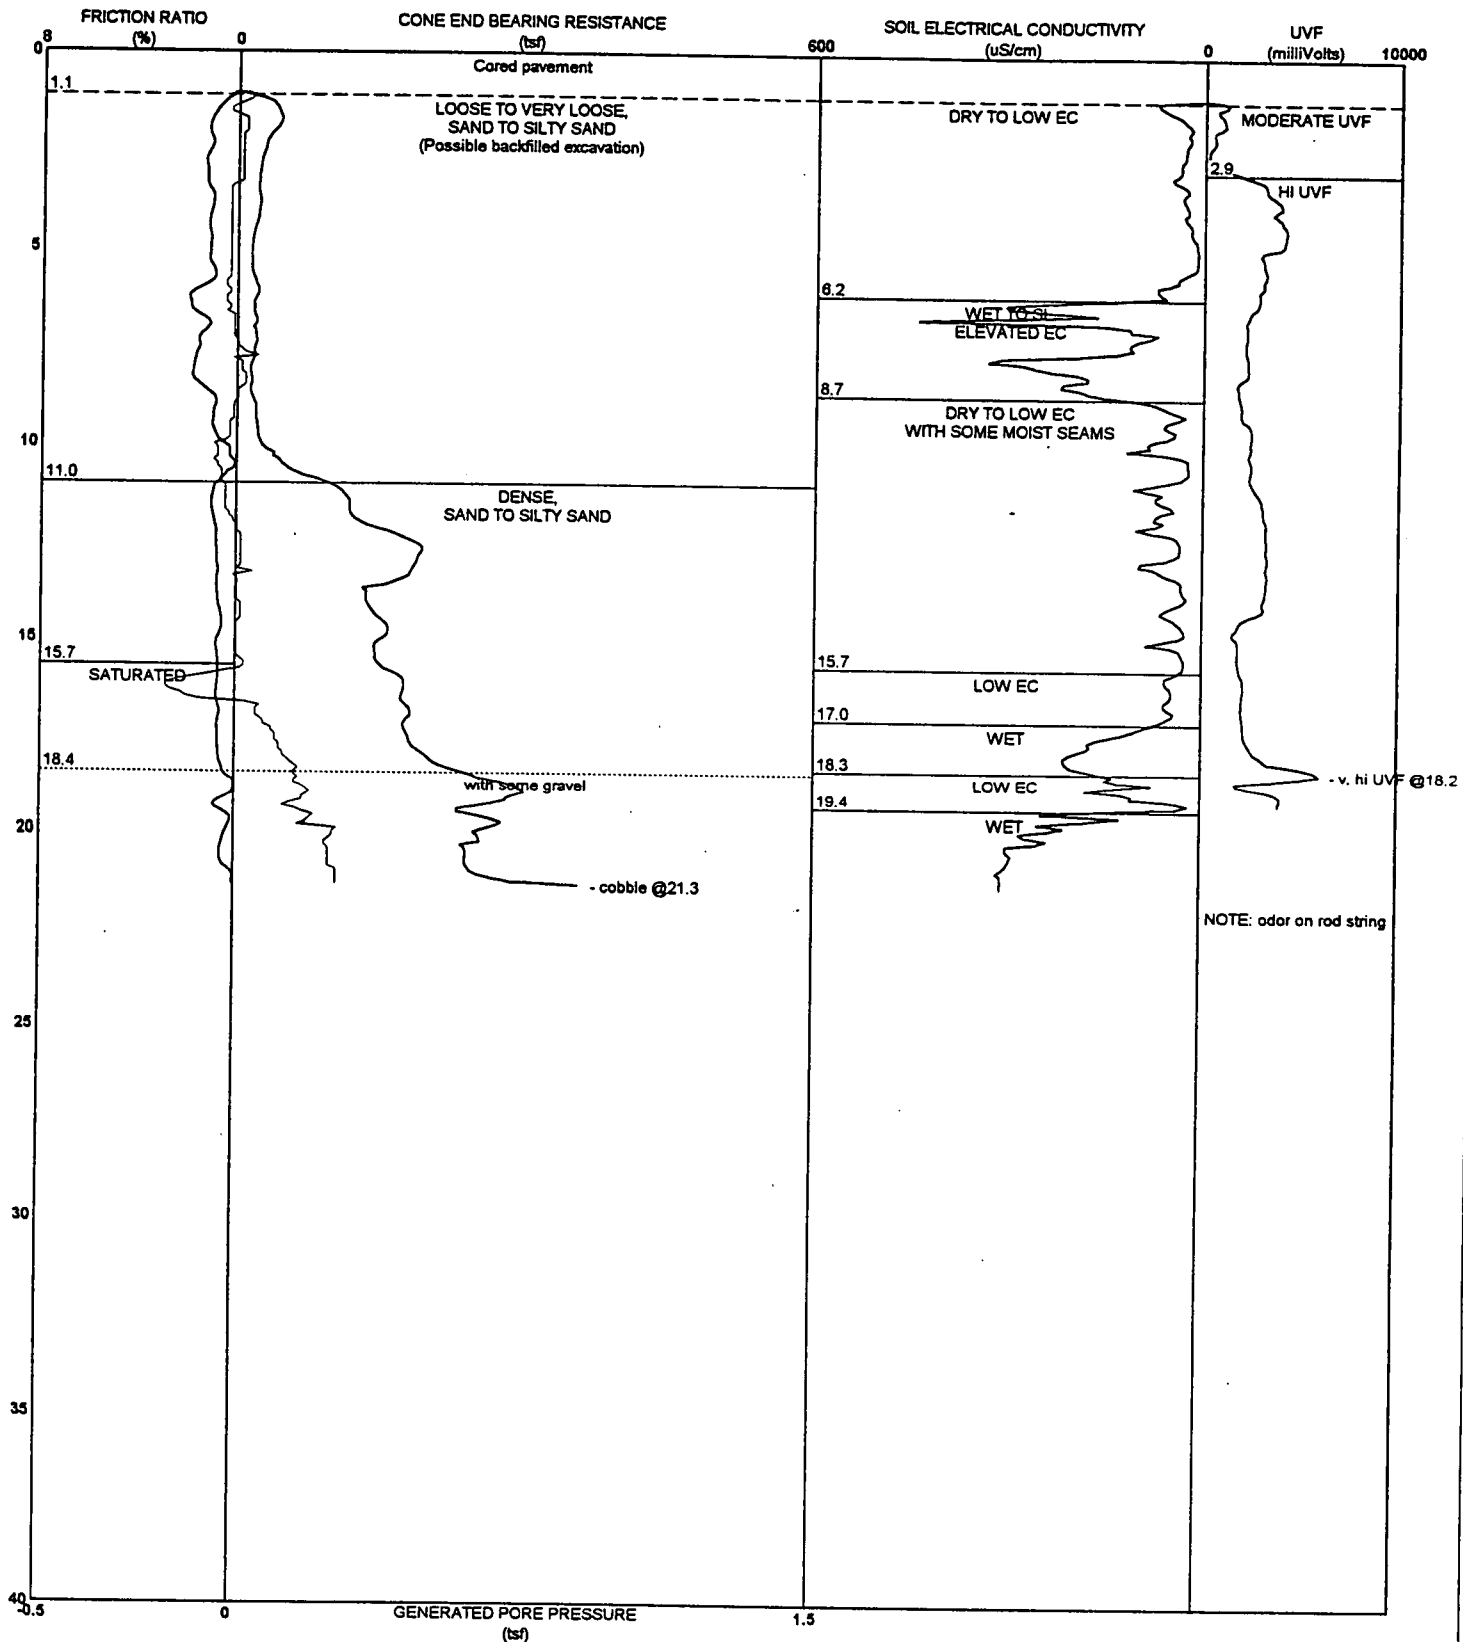 FRICTION RATIO
(%)
CONE END BEARING RESISTANCE
(tsf)
SOIL ELECTRICAL CONDUCTIVITY
(uS/cm)
UVF
(milliVolts)
8
0
600
0
10000
0
Cored pavement
1.1
LOOSE TO VERY LOOSE,
SAND TO SILTY SAND
(Possible backfilled excavation)
DRY TO LOW EC
MODERATE UVF
2.9
HI UVF
5
6.2
WET TO SL
ELEVATED EC
8.7
DRY TO LOW EC
WITH SOME MOIST SEAMS
10
11.0
DENSE,
SAND TO SILTY SAND
15
15.7
SATURATED
15.7
LOW EC
17.0
WET
18.4
with some gravel
18.3
LOW EC
- v. hi UVF @18.2
19.4
WET
20
- cobble @21.3
NOTE: odor on rod string
25
30
35
40
-0.5
0
GENERATED PORE PRESSURE
(tsf)
1.5